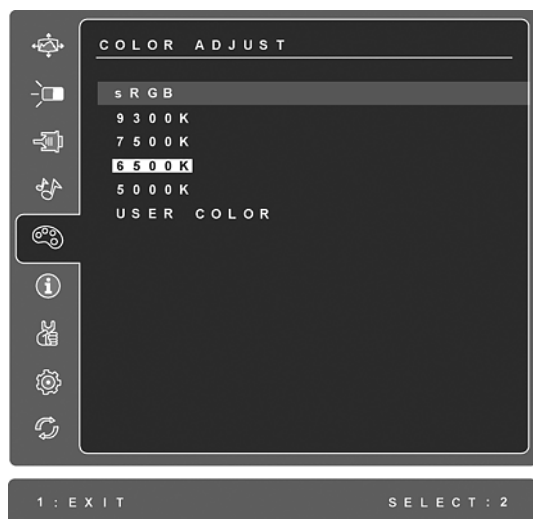 COLOR ADJUST
sRGB
9300K
7500K
6500K
5000K
USER COLOR
1:EXIT SELECT:2